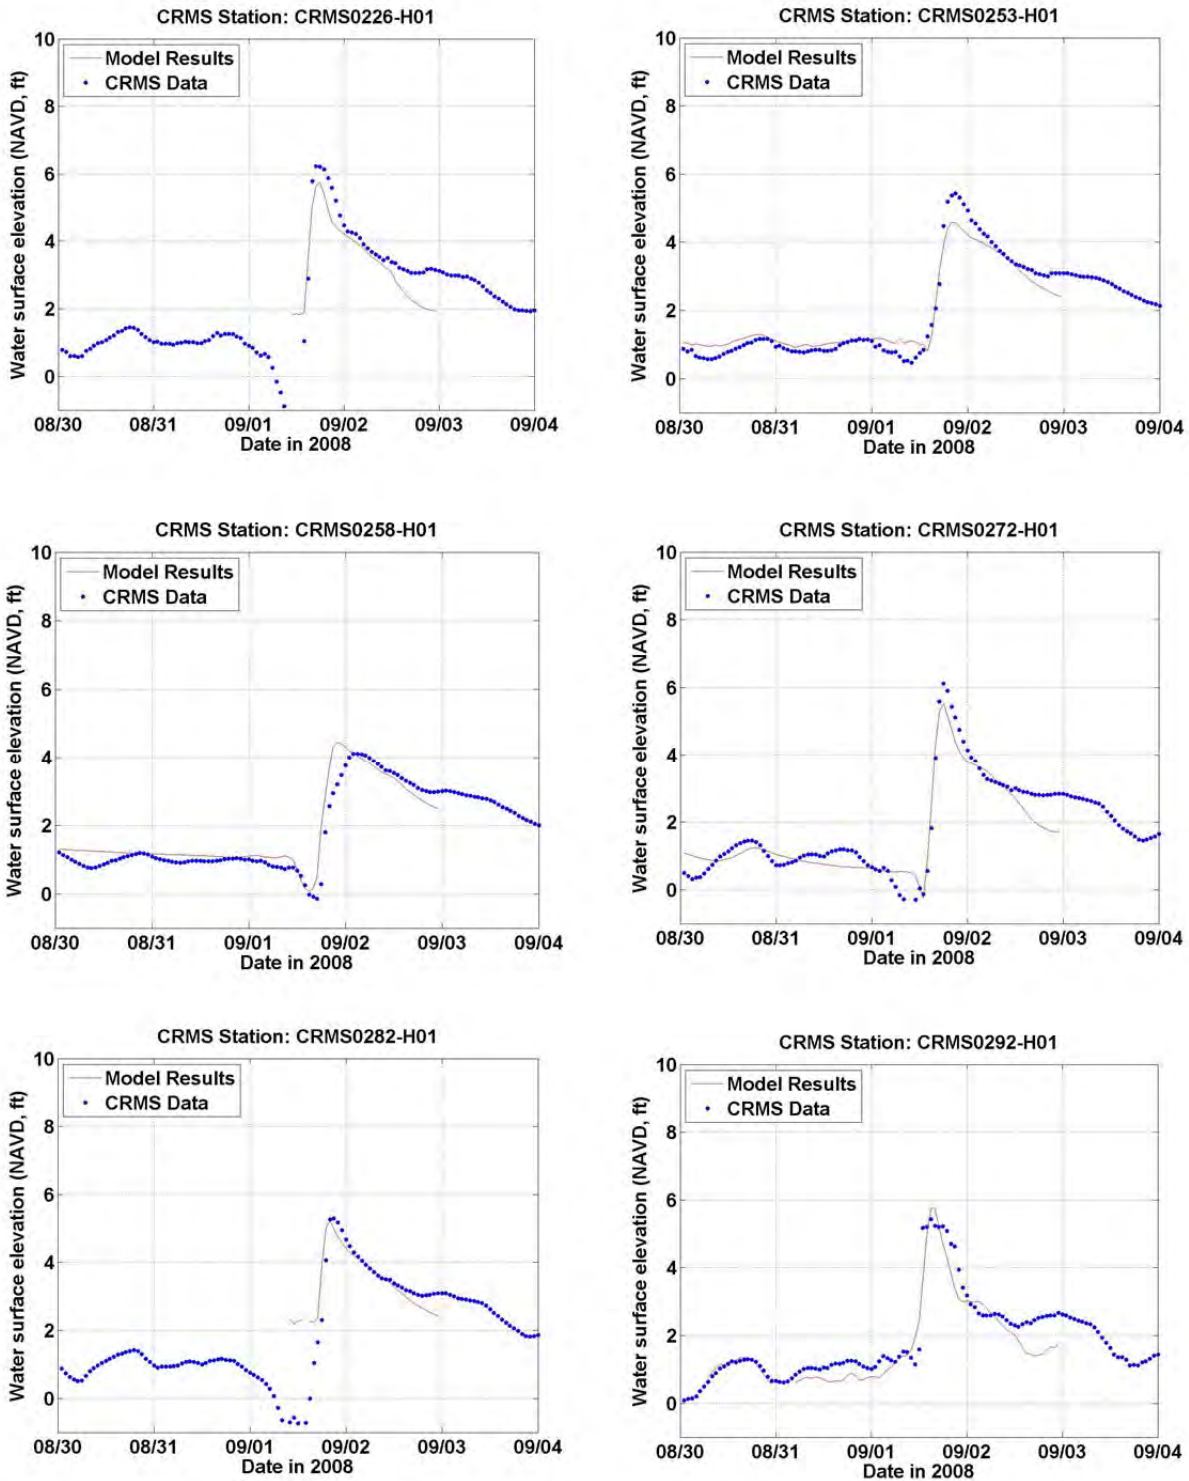 CRMS Station: CRMS0226-H01
10
8
6
4
2
0
Water surface elevation (NAVD, ft)
Model Results
CRMS Data
08/30 08/31 09/01 09/02 09/03 09/04
Date in 2008
CRMS Station: CRMS0253-H01
10
8
6
4
2
0
Water surface elevation (NAVD, ft)
Model Results
CRMS Data
08/30 08/31 09/01 09/02 09/03 09/04
Date in 2008
CRMS Station: CRMS0258-H01
10
8
6
4
2
0
Water surface elevation (NAVD, ft)
Model Results
CRMS Data
08/30 08/31 09/01 09/02 09/03 09/04
Date in 2008
CRMS Station: CRMS0272-H01
10
8
6
4
2
0
Water surface elevation (NAVD, ft)
Model Results
CRMS Data
08/30 08/31 09/01 09/02 09/03 09/04
Date in 2008
CRMS Station: CRMS0282-H01
10
8
6
4
2
0
Water surface elevation (NAVD, ft)
Model Results
CRMS Data
08/30 08/31 09/01 09/02 09/03 09/04
Date in 2008
CRMS Station: CRMS0292-H01
10
8
6
4
2
0
Water surface elevation (NAVD, ft)
Model Results
CRMS Data
08/30 08/31 09/01 09/02 09/03 09/04
Date in 2008